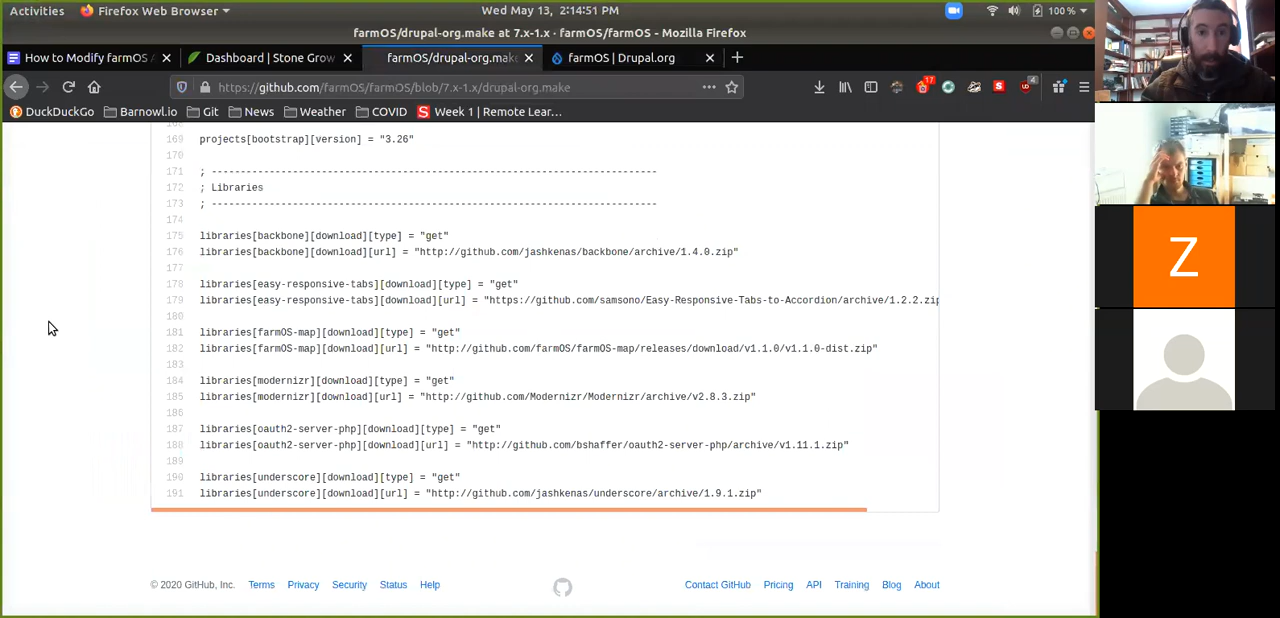 Activities Firefox Web Browser Wed May 13, 2:14:51 PM 100 %
farmOS/drupal-org.make at 7.x-1.x · farmOS/farmOS - Mozilla Firefox
How to Modify farmOS A Dashboard | Stone Grow farmOS/drupal-org.make farmOS | Drupal.org
https://github.com/farmOS/farmOS/blob/7.x-1.x/drupal-org.make 17 S 4
DuckDuckGo Barnowl.io Git News Weather COVID S Week 1 | Remote Lear...
168
169 projects[bootstrap][version] = "3.26"
170
171 ; -----------------------------------------------------------------------------
172 ; Libraries
173 ; -----------------------------------------------------------------------------
174
175 libraries[backbone][download][type] = "get"
176 libraries[backbone][download][url] = "http://github.com/jashkenas/backbone/archive/1.4.0.zip"
177
178 libraries[easy-responsive-tabs][download][type] = "get"
179 libraries[easy-responsive-tabs][download][url] = "https://github.com/samsono/Easy-Responsive-Tabs-to-Accordion/archive/1.2.2.zip
180
181 libraries[farmOS-map][download][type] = "get"
182 libraries[farmOS-map][download][url] = "http://github.com/farmOS/farmOS-map/releases/download/v1.1.0/v1.1.0-dist.zip"
183
184 libraries[modernizr][download][type] = "get"
185 libraries[modernizr][download][url] = "http://github.com/Modernizr/Modernizr/archive/v2.8.3.zip"
186
187 libraries[oauth2-server-php][download][type] = "get"
188 libraries[oauth2-server-php][download][url] = "http://github.com/bshaffer/oauth2-server-php/archive/v1.11.1.zip"
189
190 libraries[underscore][download][type] = "get"
191 libraries[underscore][download][url] = "http://github.com/jashkenas/underscore/archive/1.9.1.zip"
© 2020 GitHub, Inc. Terms Privacy Security Status Help Contact GitHub Pricing API Training Blog About
Z